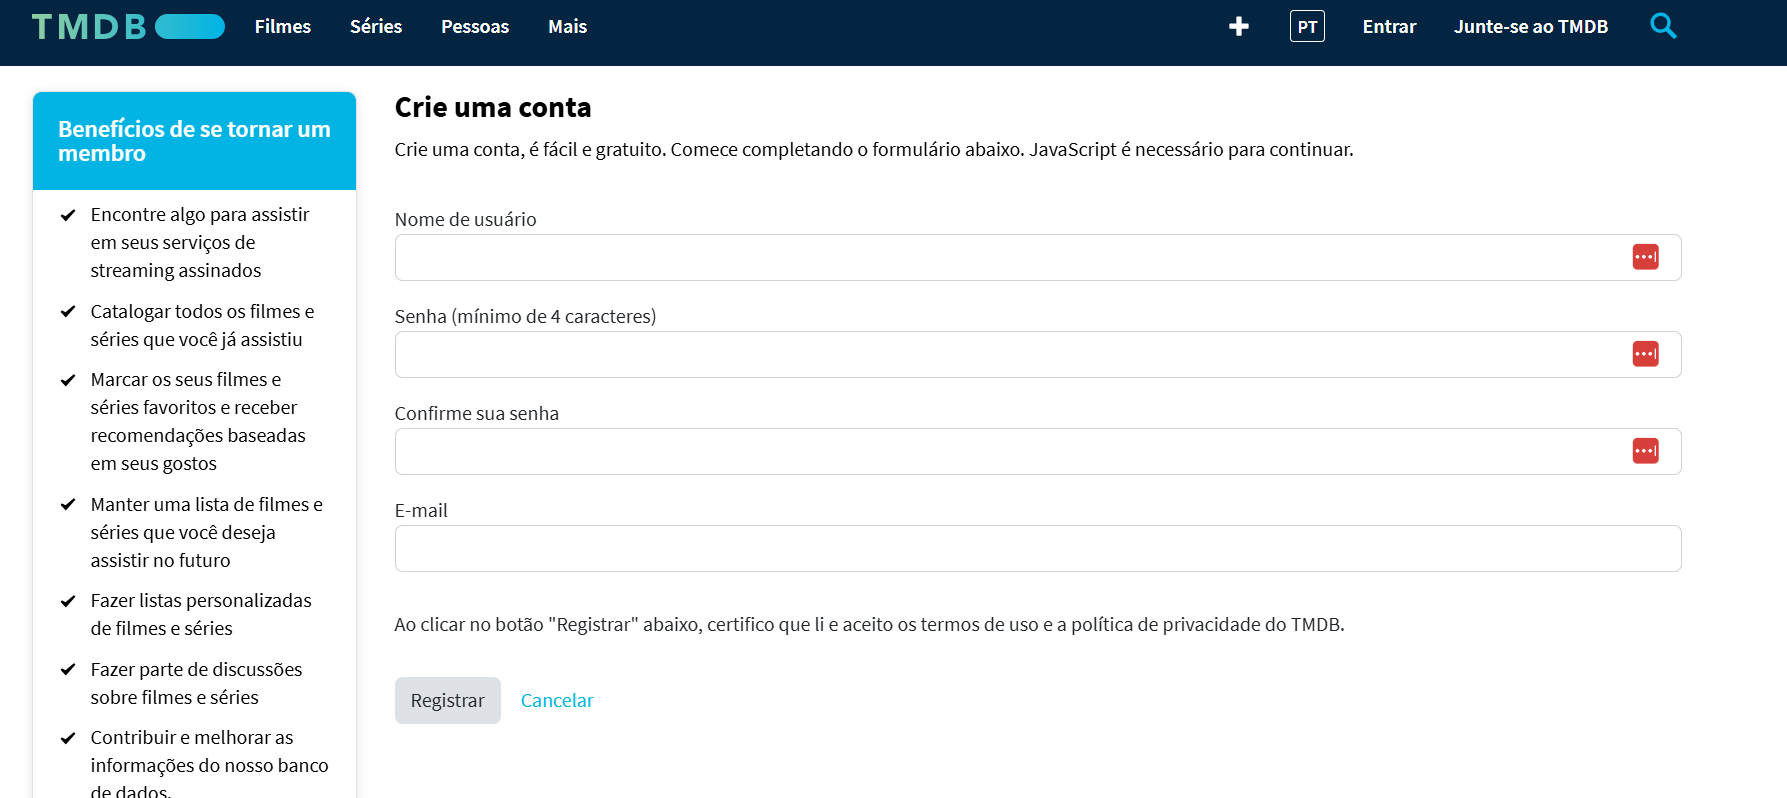 TMDB Filmes Séries Pessoas Mais PT Entrar Junte-se ao TMDB
Benefícios de se tornar um
membro
Encontre algo para assistir
em seus serviços de
streaming assinados
Catalogar todos os filmes e
séries que você já assistiu
Marcar os seus filmes e
séries favoritos e receber
recomendações baseadas
em seus gostos
Manter uma lista de filmes e
séries que você deseja
assistir no futuro
Fazer listas personalizadas
de filmes e séries
Fazer parte de discussões
sobre filmes e séries
Contribuir e melhorar as
informações do nosso banco
de dados.
Crie uma conta
Crie uma conta, é fácil e gratuito. Comece completando o formulário abaixo. JavaScript é necessário para continuar.
Nome de usuário
Senha (mínimo de 4 caracteres)
Confirme sua senha
E-mail
Ao clicar no botão "Registrar" abaixo, certifico que li e aceito os termos de uso e a política de privacidade do TMDB.
Registrar Cancelar